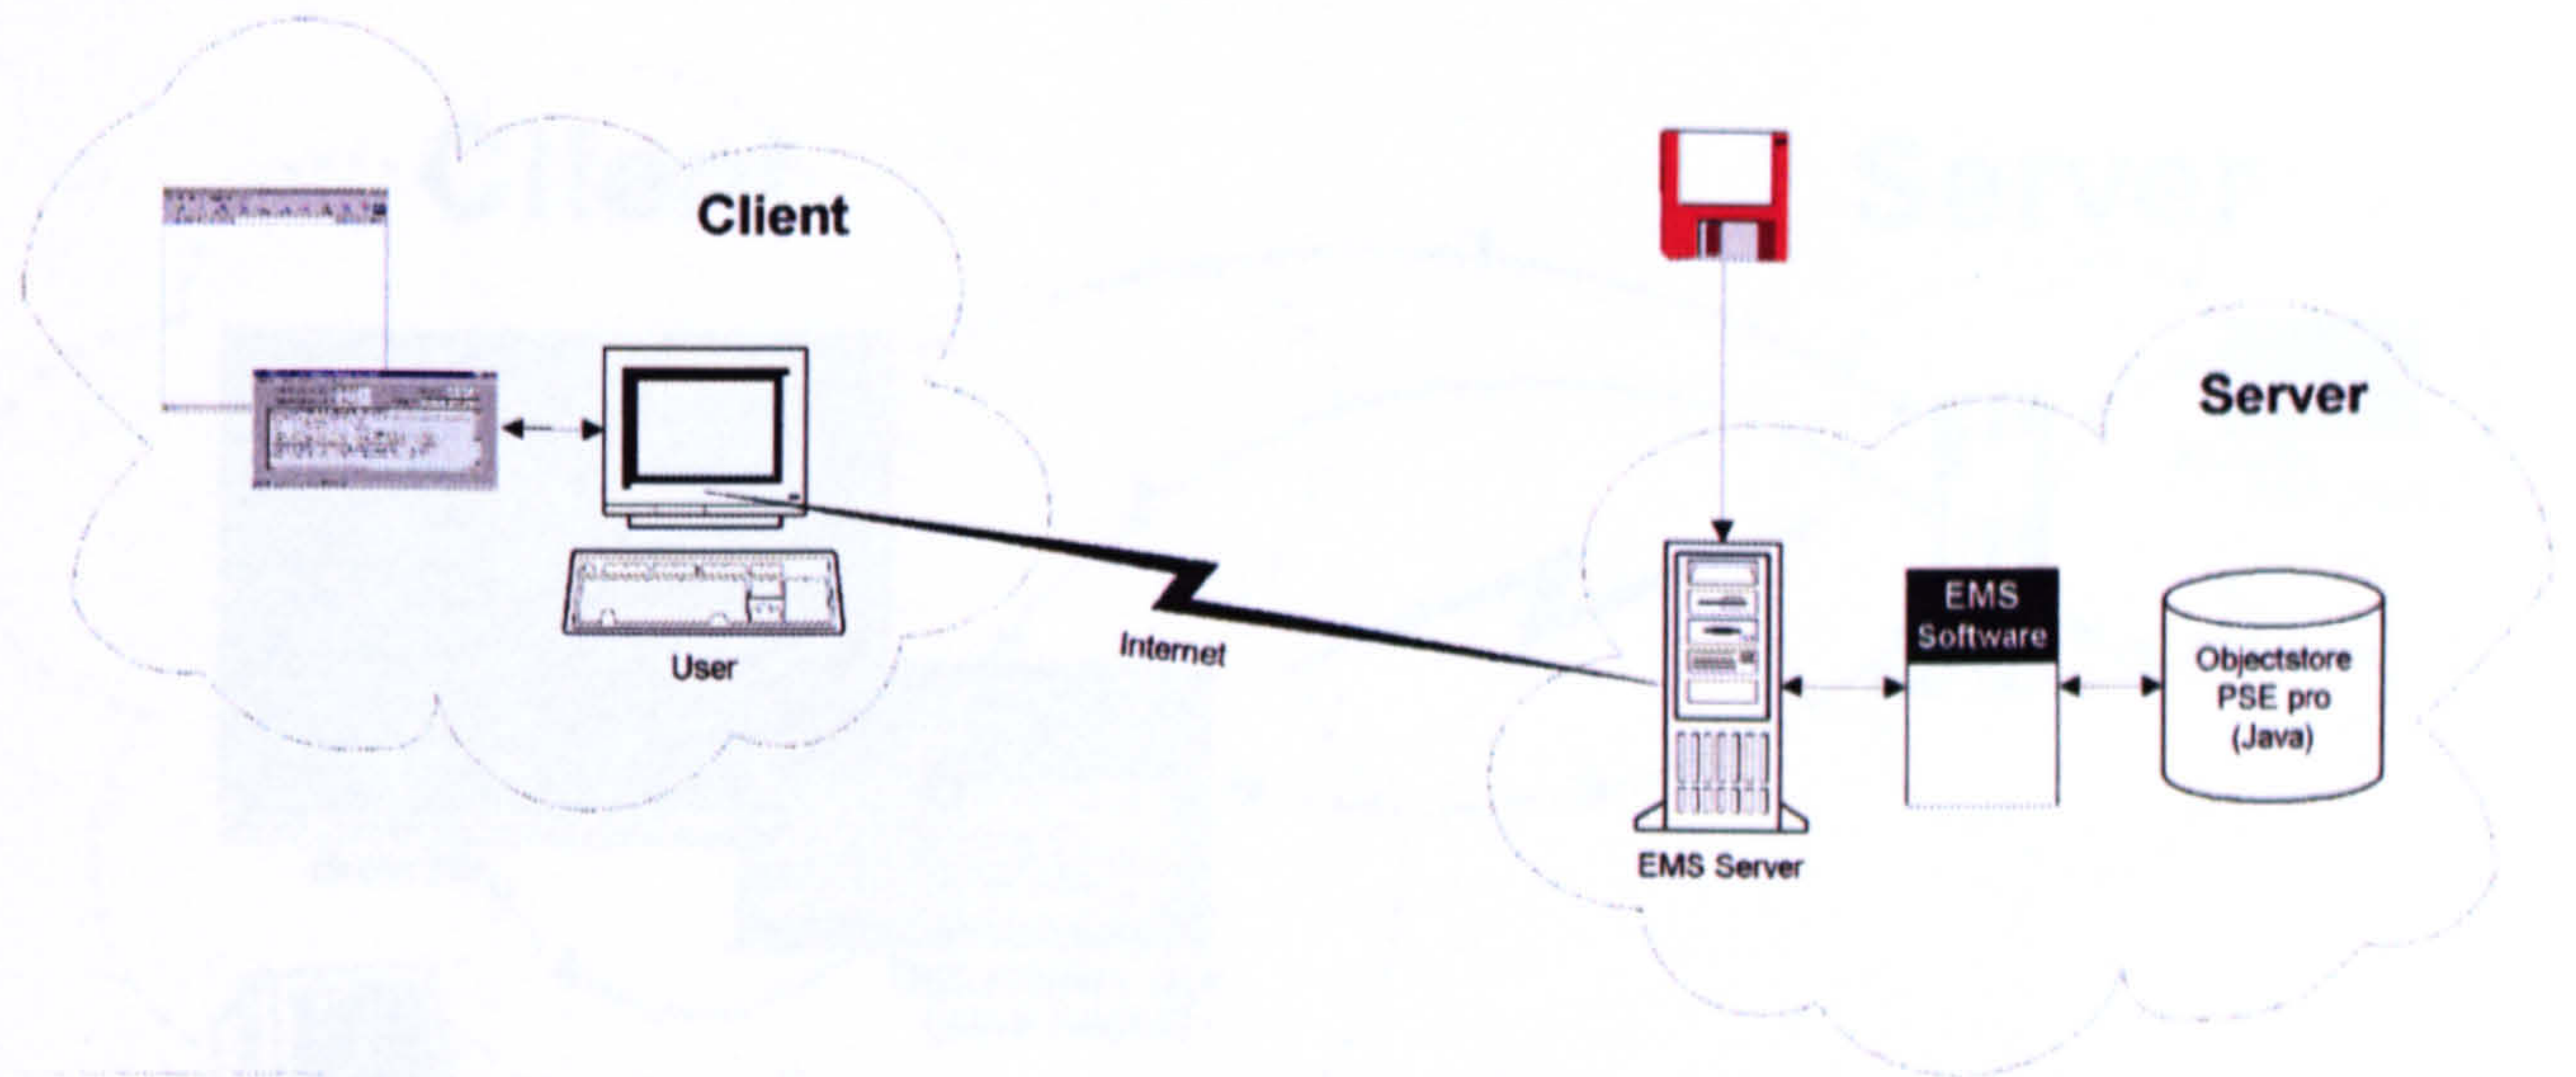 Client
Server
User
Internet
EMS
Software
Objectstore
PSE pro
(Java)
EMS Server